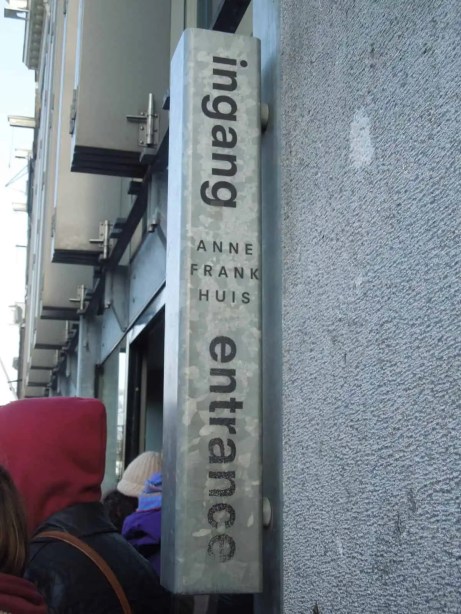 ingang
ANNE
FRANK
HUIS
entrance